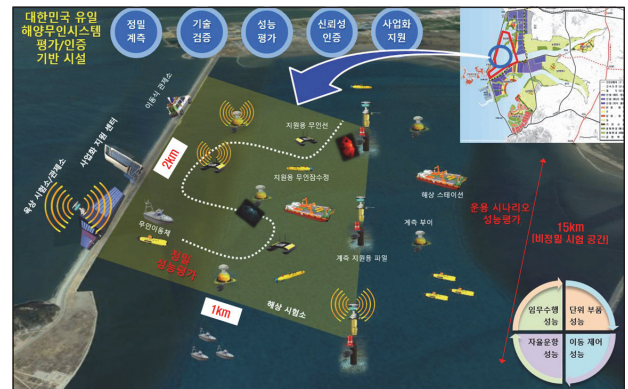 대한민국 유일
해양무인시스템
평가/인증
기반 시설
정밀
계측
기술
검증
성능
평가
신뢰성
인증
사업화
지원
이동식 관제소
사업화 지원 센터
육상 시험소/관제소
2km
지원용 무인선
지원용 무인잠수정
해상 스테이션
계측 부이
무인이동체
정밀
성능평가
계측 지원용 파일
1km
해상 시험소
운용 시나리오
성능평가
15km
[비정밀 시험 공간]
임무수행
성능
단위 부품
성능
자율운항
성능
이동 제어
성능